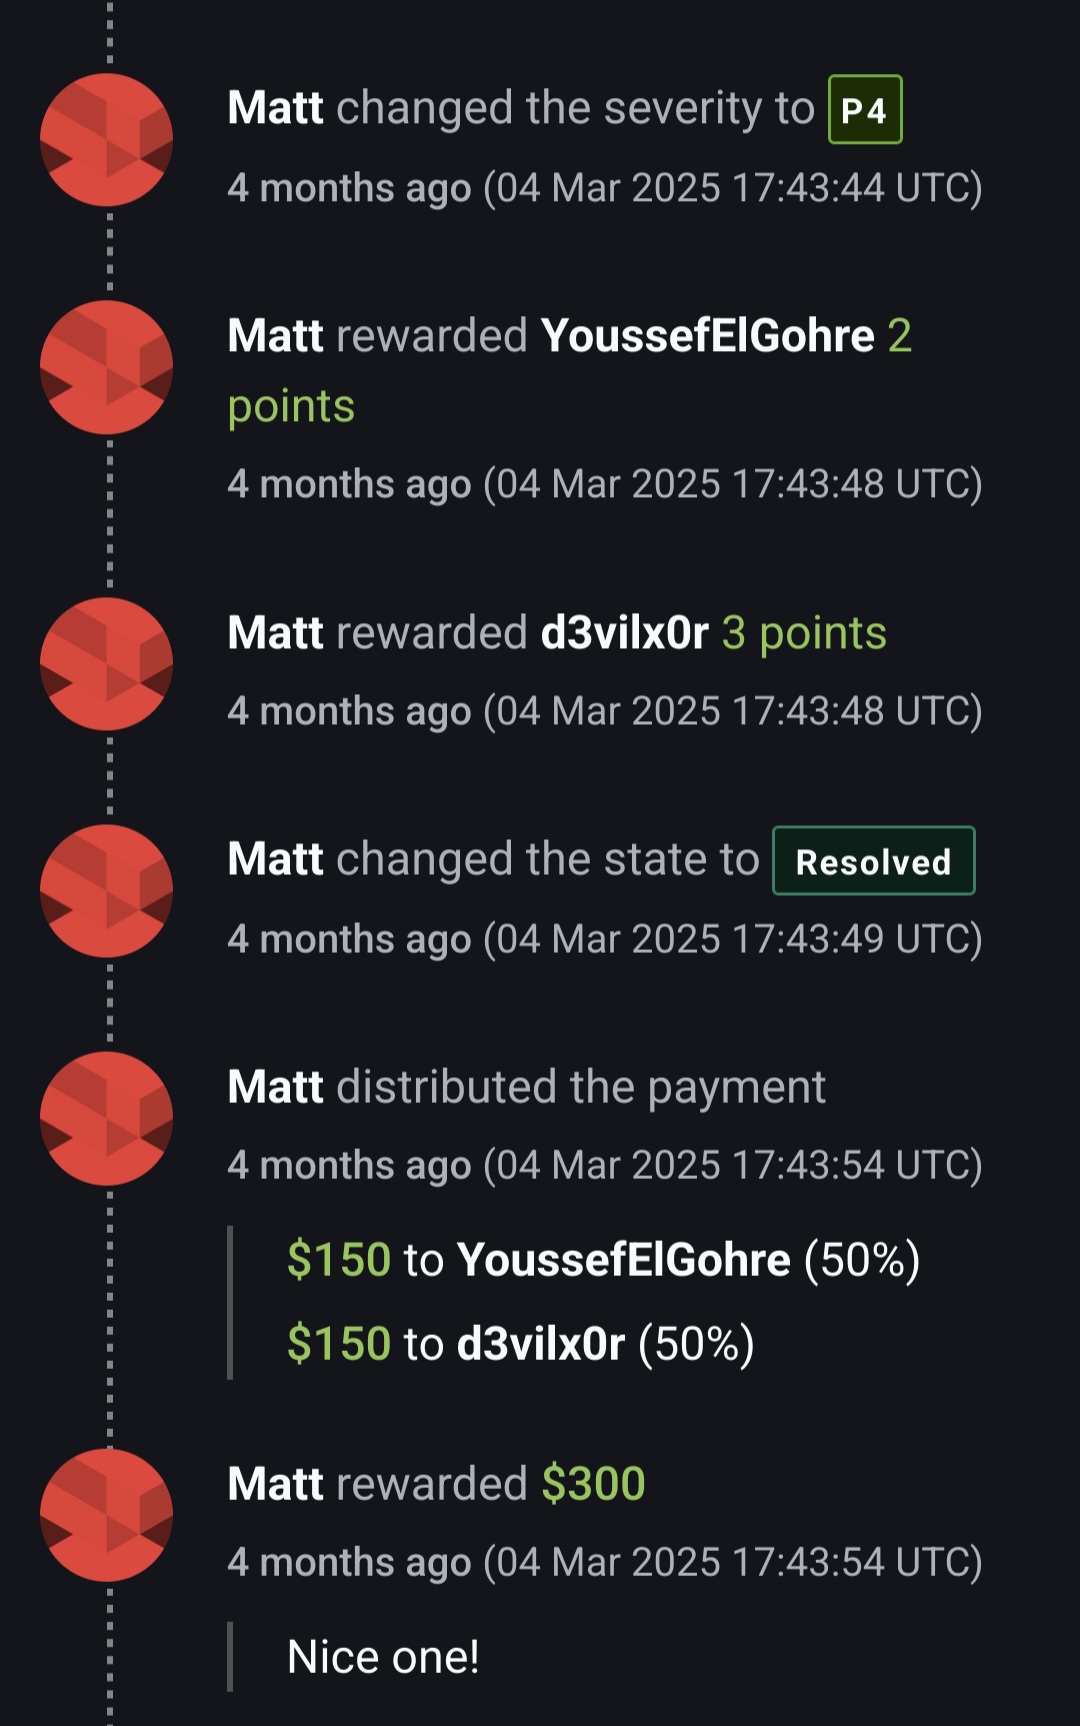 Matt changed the severity to P4
4 months ago (04 Mar 2025 17:43:44 UTC)
Matt rewarded YoussefElGohre 2
points
4 months ago (04 Mar 2025 17:43:48 UTC)
Matt rewarded d3vilx0r 3 points
4 months ago (04 Mar 2025 17:43:48 UTC)
Matt changed the state to Resolved
4 months ago (04 Mar 2025 17:43:49 UTC)
Matt distributed the payment
4 months ago (04 Mar 2025 17:43:54 UTC)
$150 to YoussefElGohre (50%)
$150 to d3vilx0r (50%)
Matt rewarded $300
4 months ago (04 Mar 2025 17:43:54 UTC)
Nice one!